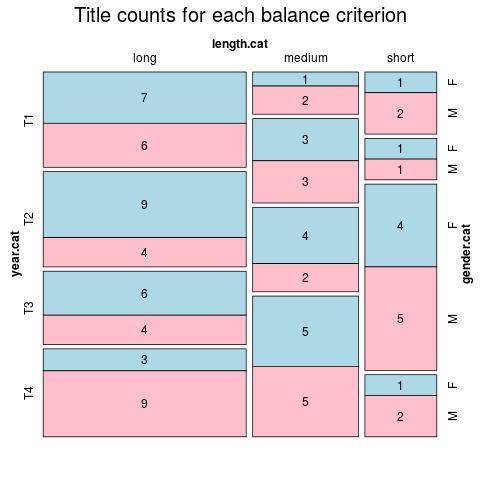 Title counts for each balance criterion
length.cat
long medium short
year.cat
gender.cat
T1
7 1 1 F
6 2 2 M
T2
9 3 1 F
4 3 1 M
T3
6 4 4 F
4 2 5 M
T4
3 5 1 F
9 5 2 M